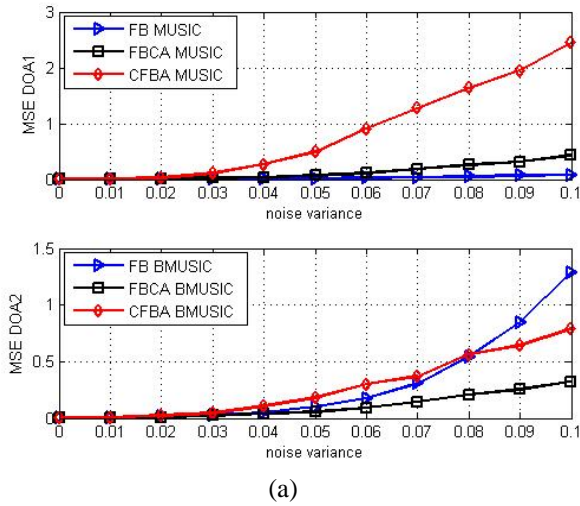 3
2
1
0
MSE DOA1
FB MUSIC
FBCA MUSIC
CFBA MUSIC
0 0.01 0.02 0.03 0.04 0.05 0.06 0.07 0.08 0.09 0.1
noise variance
1.5
1
0.5
0
MSE DOA2
FB BMUSIC
FBCA BMUSIC
CFBA BMUSIC
0 0.01 0.02 0.03 0.04 0.05 0.06 0.07 0.08 0.09 0.1
noise variance
(a)